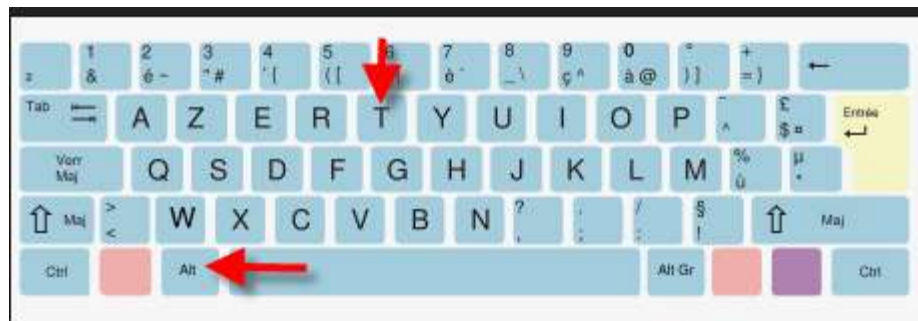 1 2 3 4 5 7 8 9 0 ° +
² & é ~ " # ' { ( [ è ` _ \ ç ^ à @ ) ] = }
Tab A Z E R T Y U I O P ¨ ^ £ $ ¤ Entrée
Verr Maj Q S D F G H J K L M % ù µ *
Maj > < W X C V B N ? , . ; / : § ! Maj
Ctrl Alt Alt Gr Ctrl